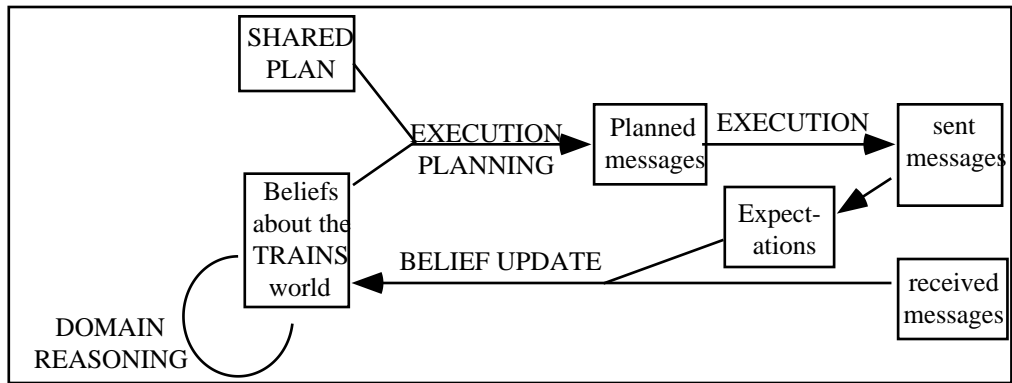 SHARED
PLAN
EXECUTION
PLANNING
Planned
messages
EXECUTION
sent
messages
Beliefs
about the
TRAINS
world
Expect-
ations
BELIEF UPDATE
received
messages
DOMAIN
REASONING